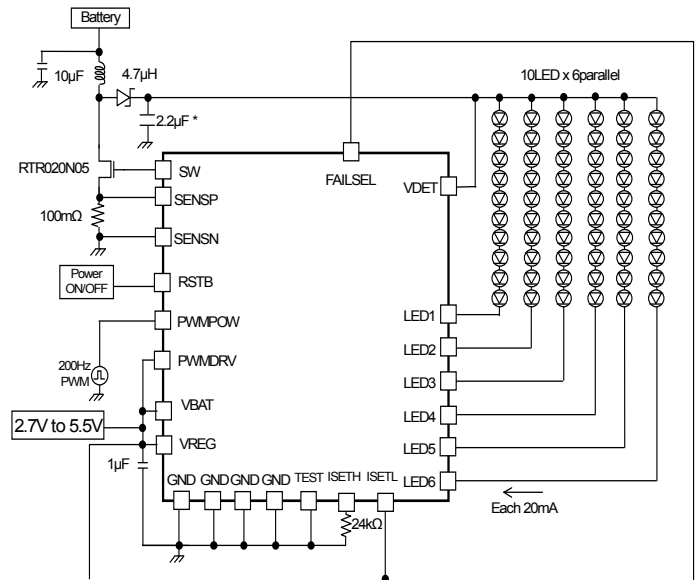 Battery
10µF
4.7µH
10LED x 6parallel
2.2µF *
RTR020N05
SW
FAILSEL
VDET
SENSP
100mΩ
SENSN
Power
ON/OFF
RSTB
PWMPOW
LED1
200Hz
PWM
PWMDRV
LED2
LED3
VBAT
2.7V to 5.5V
LED4
VREG
LED5
1µF
GND GND GND GND TEST ISETH ISETL
LED6
24kΩ
Each 20mA